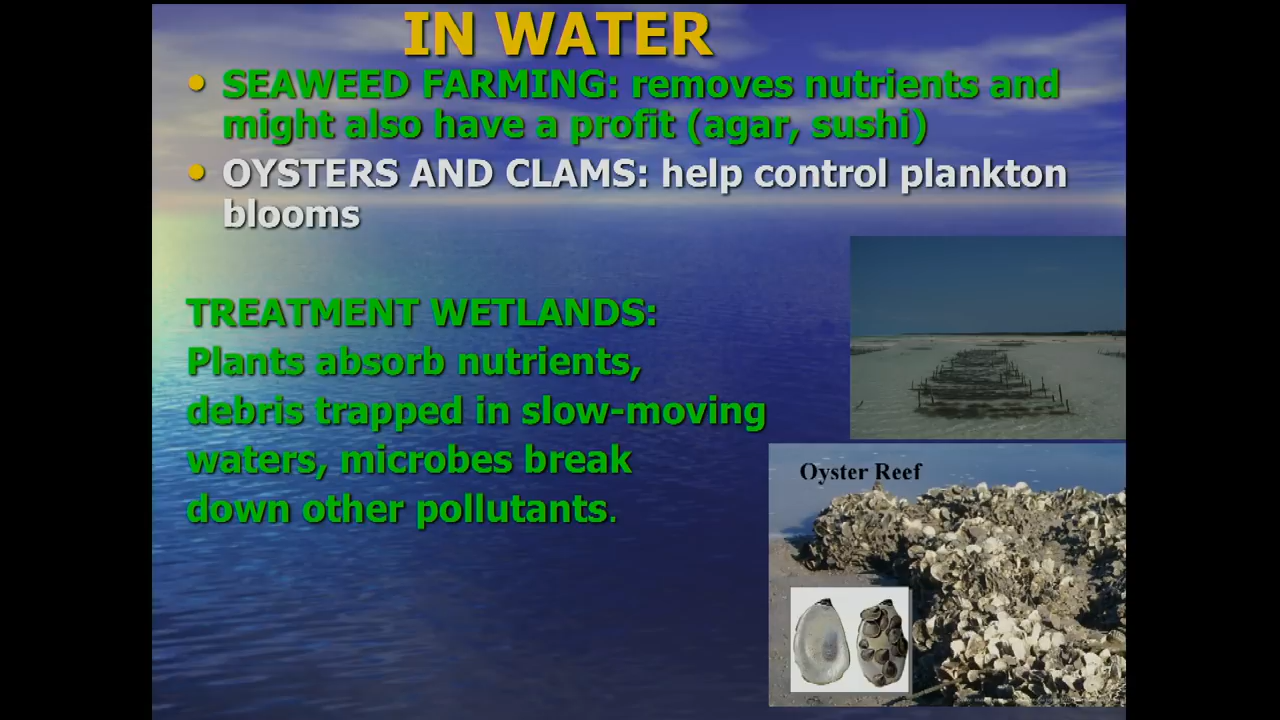 IN WATER
• SEAWEED FARMING: removes nutrients and
might also have a profit (agar, sushi)
• OYSTERS AND CLAMS: help control plankton
blooms
TREATMENT WETLANDS:
Plants absorb nutrients,
debris trapped in slow-moving
waters, microbes break
down other pollutants.
Oyster Reef